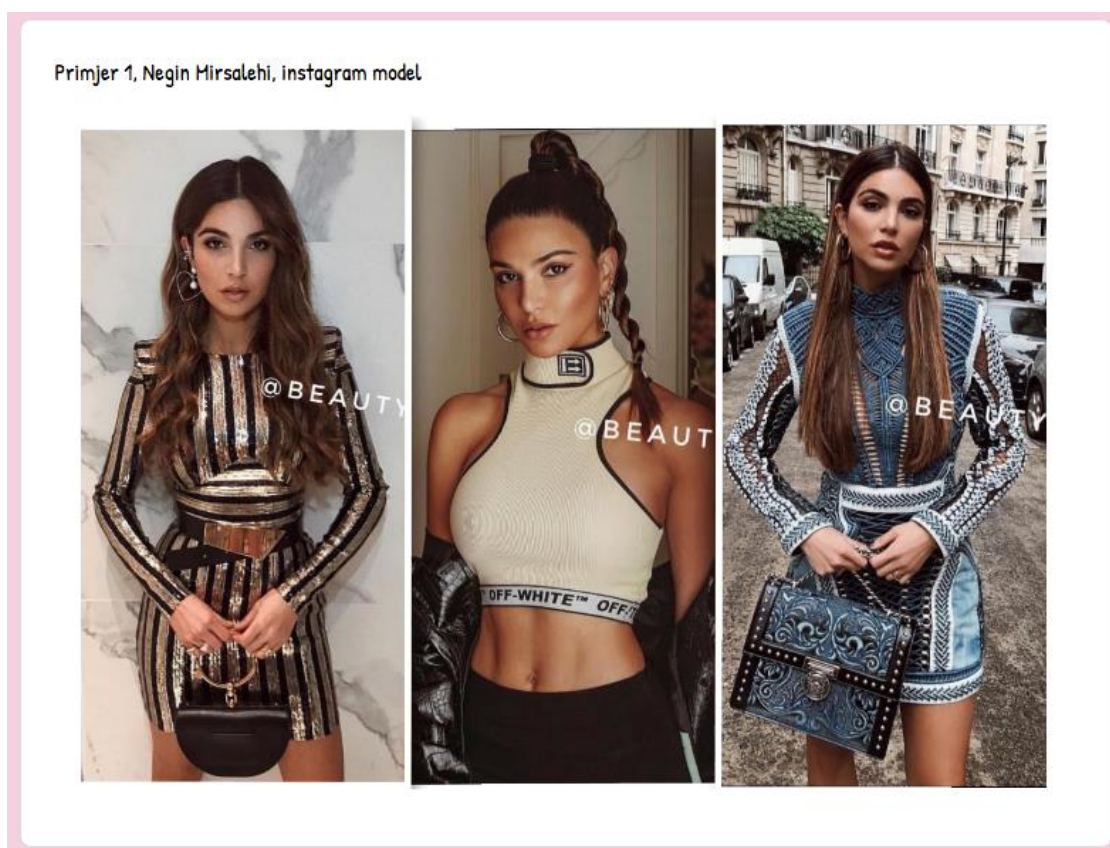 Primjer 1, Negin Mirsalehi, instagram model
@BEAUTY
@BEAUT
@BEAUTY
OFF-WHITE™ OFF